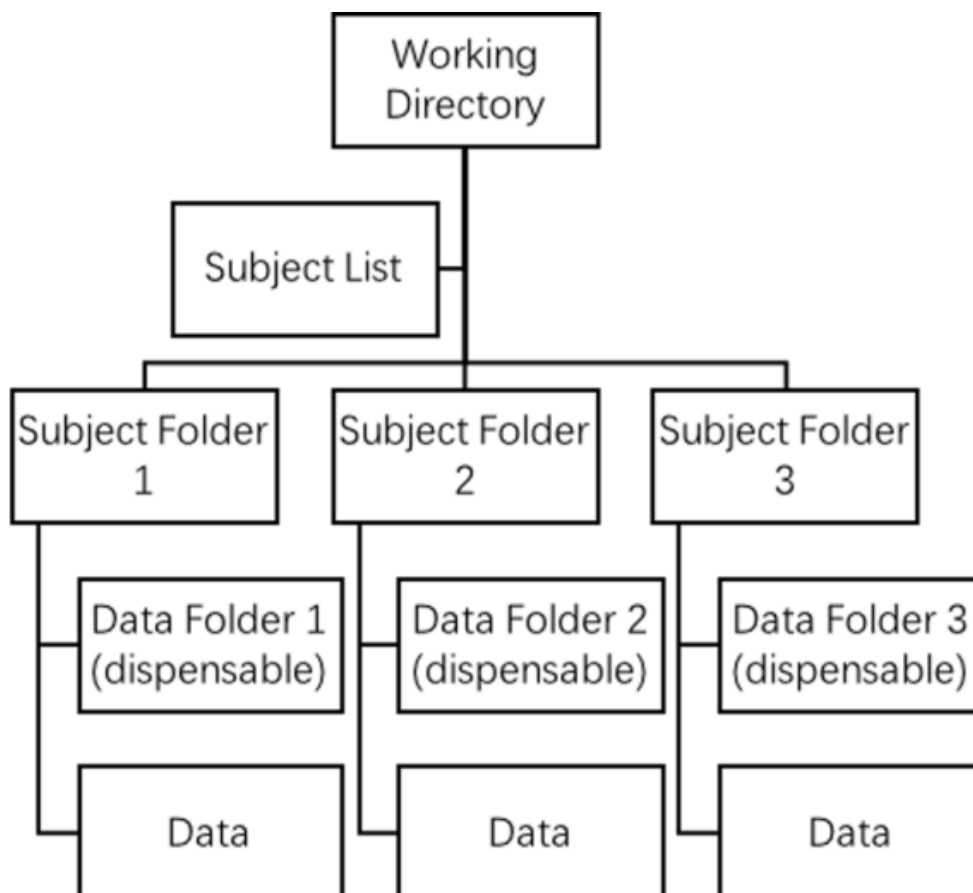 Working
Directory
Subject List
Subject Folder
1
Subject Folder
2
Subject Folder
3
Data Folder 1
(dispensable)
Data Folder 2
(dispensable)
Data Folder 3
(dispensable)
Data
Data
Data